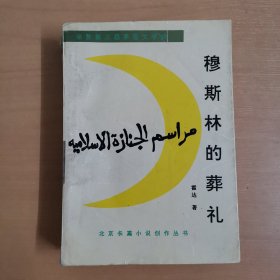 穆斯林的葬礼
مراسم الجنازة الاسلاميه
霍达 著
北京长篇小说创作丛书